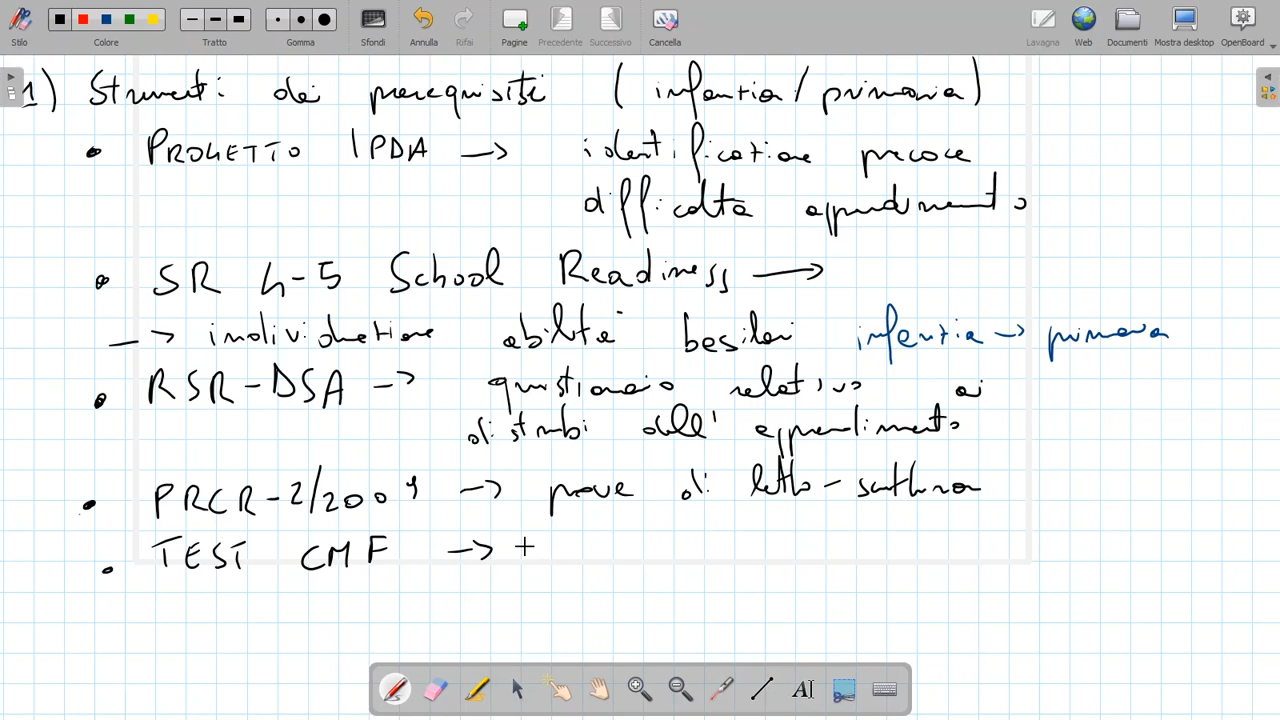 Stilo Colore Tratto Gomma Sfondi Annulla Rifai Pagine Precedente Successivo Cancella Lavagna Web Documenti Mostra desktop OpenBoard
1) Strumenti dei prerequisiti (infanzia/primaria)
• PROGETTO IPDA → identificazione precoce
difficoltà apprendimento
• SR 4-5 School Readiness →
→ individuazione abilità basilari infanzia → primaria
• RSR-DSA → questionario relativo ai
disturbi dell'apprendimento
• PRCR-2/2009 → prove di letto-scrittura
• TEST CMF → t